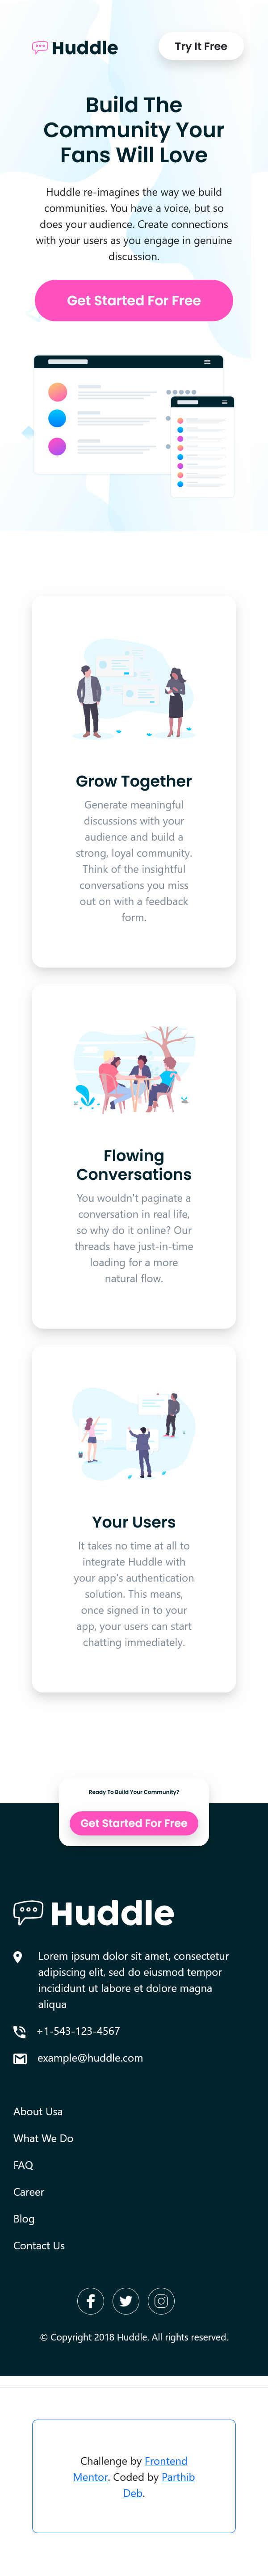 Huddle
Try It Free
Build The
Community Your
Fans Will Love
Huddle re-imagines the way we build
communities. You have a voice, but so
does your audience. Create connections
with your users as you engage in genuine
discussion.
Get Started For Free
Grow Together
Generate meaningful
discussions with your
audience and build a
strong, loyal community.
Think of the insightful
conversations you miss
out on with a feedback
form.
Flowing
Conversations
You wouldn't paginate a
conversation in real life,
so why do it online? Our
threads have just-in-time
loading for a more
natural flow.
Your Users
It takes no time at all to
integrate Huddle with
your app's authentication
solution. This means,
once signed in to your
app, your users can start
chatting immediately.
Ready To Build Your Community?
Get Started For Free
Huddle
Lorem ipsum dolor sit amet, consectetur
adipiscing elit, sed do eiusmod tempor
incididunt ut labore et dolore magna
aliqua
+1-543-123-4567
example@huddle.com
About Usa
What We Do
FAQ
Career
Blog
Contact Us
© Copyright 2018 Huddle. All rights reserved.
Challenge by Frontend
Mentor. Coded by Parthib
Deb.